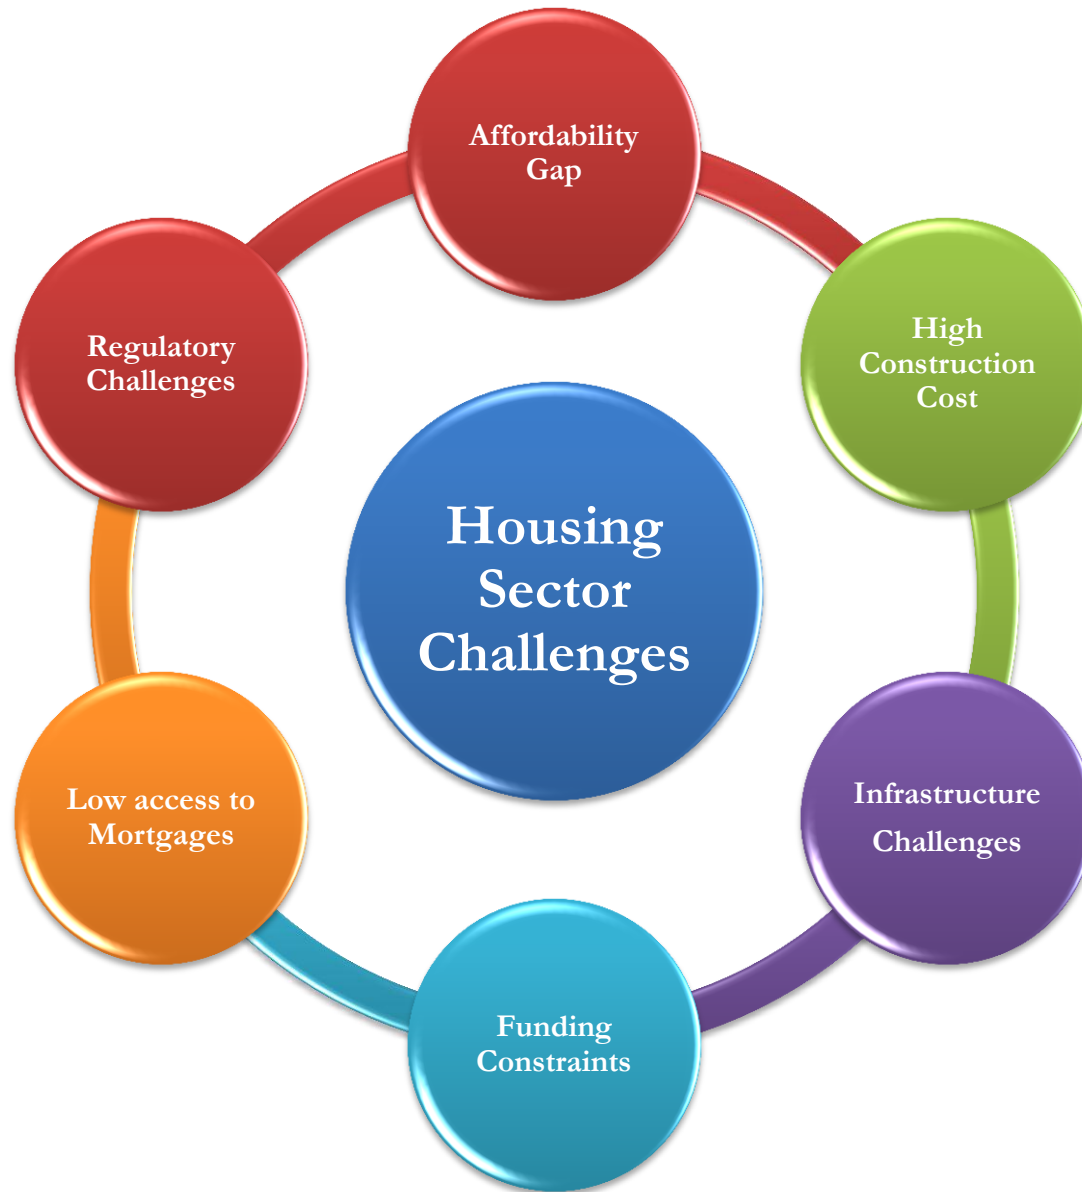 Affordability
Gap
High
Construction
Cost
Infrastructure
Challenges
Funding
Constraints
Low access to
Mortgages
Regulatory
Challenges
Housing
Sector
Challenges